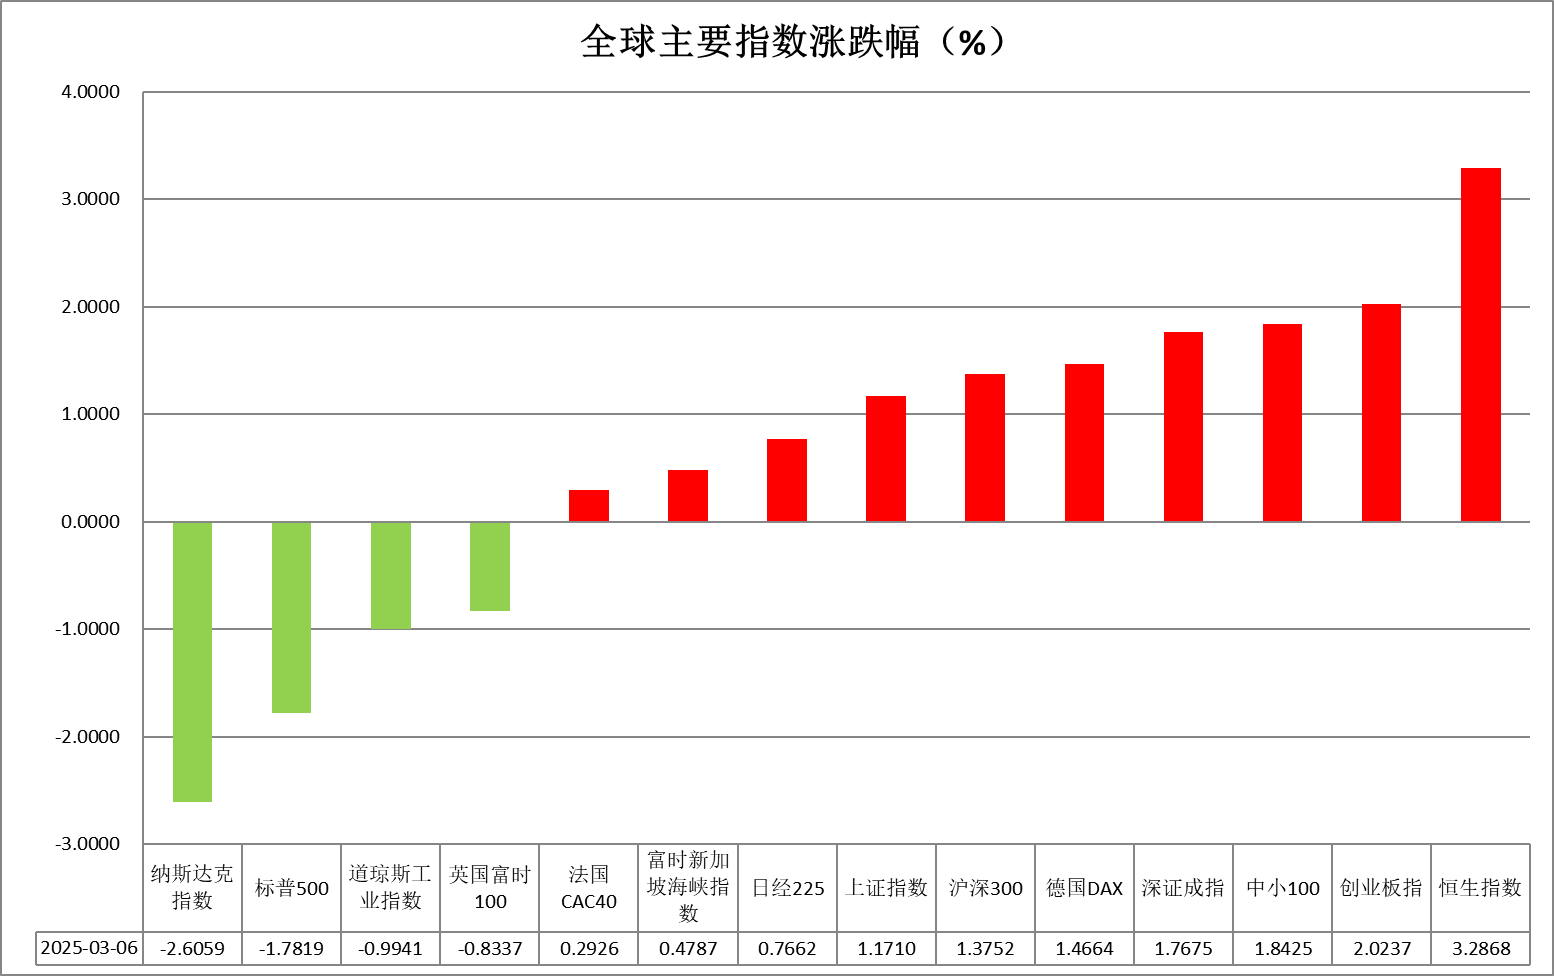 全球主要指数涨跌幅（%）
4.0000
3.0000
2.0000
1.0000
0.0000
-1.0000
-2.0000
-3.0000
纳斯达克
指数
标普500
道琼斯工
业指数
英国富时
100
法国
CAC40
富时新加
坡海峡指
数
日经225
上证指数
沪深300
德国DAX
深证成指
中小100
创业板指
恒生指数
2025-03-06 -2.6059 -1.7819 -0.9941 -0.8337 0.2926 0.4787 0.7662 1.1710 1.3752 1.4664 1.7675 1.8425 2.0237 3.2868